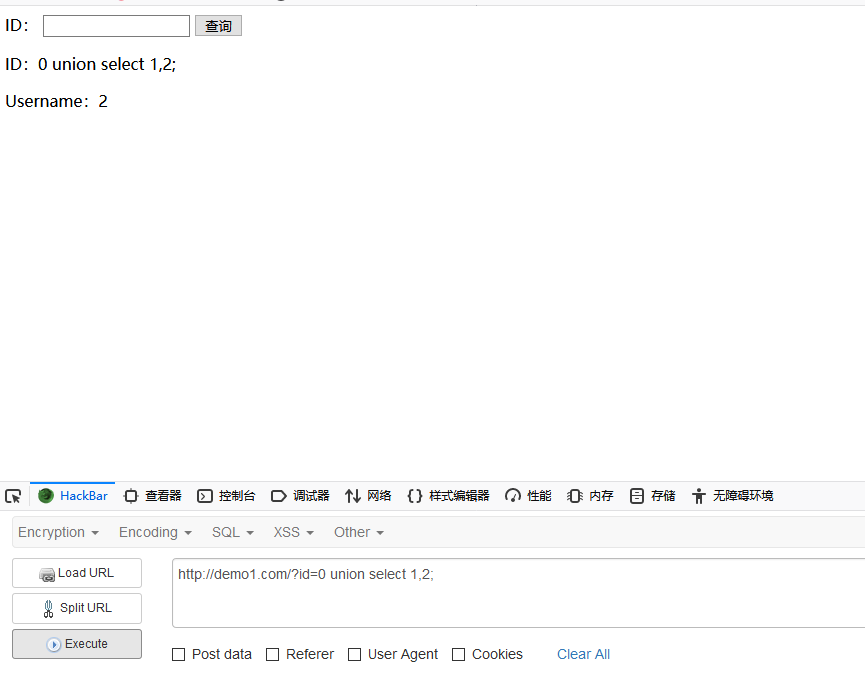 ID： 查询
ID：0 union select 1,2;
Username：2
HackBar 查看器 控制台 调试器 网络 {} 样式编辑器 性能 内存 存储 无障碍环境
Encryption Encoding SQL XSS Other
Load URL http://demo1.com/?id=0 union select 1,2;
Split URL
Execute
Post data Referer User Agent Cookies Clear All